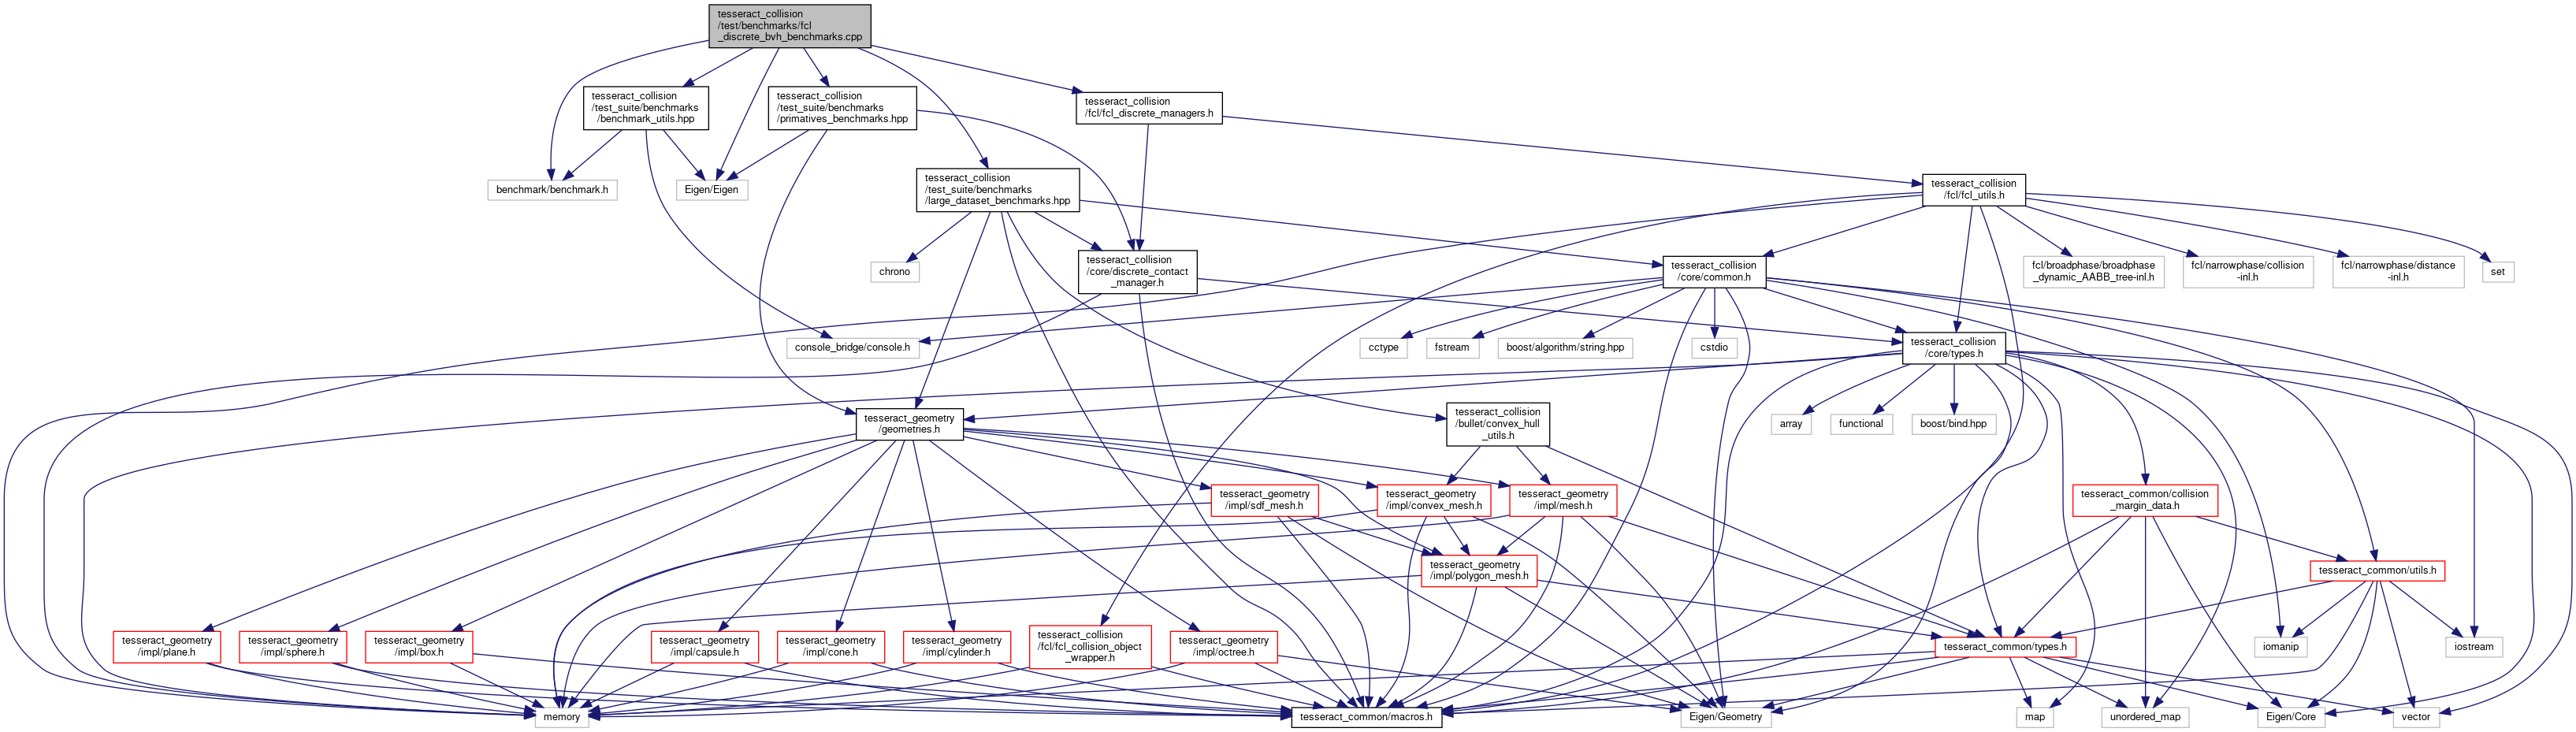 tesseract_collision
/test/benchmarks/fcl
_discrete_bvh_benchmarks.cpp
tesseract_collision
/test_suite/benchmarks
/benchmark_utils.hpp
tesseract_collision
/test_suite/benchmarks
/primatives_benchmarks.hpp
tesseract_collision
/fcl/fcl_discrete_managers.h
benchmark/benchmark.h
Eigen/Eigen
tesseract_collision
/test_suite/benchmarks
/large_dataset_benchmarks.hpp
tesseract_collision
/fcl/fcl_utils.h
chrono
tesseract_collision
/core/discrete_contact
_manager.h
tesseract_collision
/core/common.h
fcl/broadphase/broadphase
_dynamic_AABB_tree-inl.h
fcl/narrowphase/collision
-inl.h
fcl/narrowphase/distance
-inl.h
set
console_bridge/console.h
cctype
fstream
boost/algorithm/string.hpp
cstdio
tesseract_collision
/core/types.h
tesseract_geometry
/geometries.h
tesseract_collision
/bullet/convex_hull
_utils.h
array
functional
boost/bind.hpp
tesseract_geometry
/impl/sdf_mesh.h
tesseract_geometry
/impl/convex_mesh.h
tesseract_geometry
/impl/mesh.h
tesseract_common/collision
_margin_data.h
tesseract_geometry
/impl/polygon_mesh.h
tesseract_common/utils.h
tesseract_geometry
/impl/plane.h
tesseract_geometry
/impl/sphere.h
tesseract_geometry
/impl/box.h
tesseract_geometry
/impl/capsule.h
tesseract_geometry
/impl/cone.h
tesseract_geometry
/impl/cylinder.h
tesseract_collision
/fcl/fcl_collision_object
_wrapper.h
tesseract_geometry
/impl/octree.h
tesseract_common/types.h
iomanip
iostream
memory
tesseract_common/macros.h
Eigen/Geometry
map
unordered_map
Eigen/Core
vector